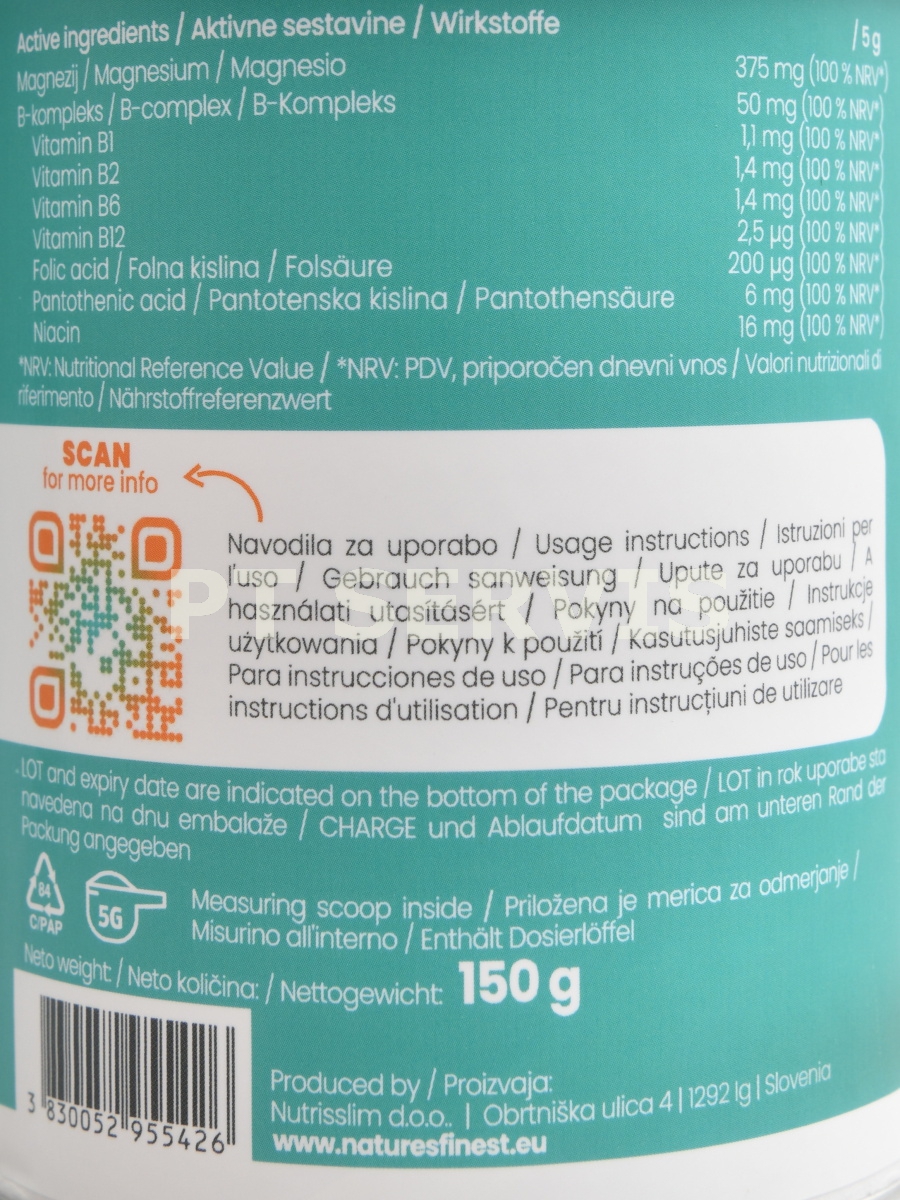 Active ingredients / Aktivne sestavine / Wirkstoffe /5g
Magnezij / Magnesium / Magnesio 375 mg (100 % NRV*)
B-kompleks / B-complex / B-Kompleks 50 mg (100 % NRV*)
Vitamin B1 1,1 mg (100 % NRV*)
Vitamin B2 1,4 mg (100 % NRV*)
Vitamin B6 1,4 mg (100 % NRV*)
Vitamin B12 2,5 µg (100 % NRV*)
Folic acid / Folna kislina / Folsäure 200 µg (100 % NRV*)
Pantothenic acid / Pantotenska kislina / Pantothensäure 6 mg (100 % NRV*)
Niacin 16 mg (100 % NRV*)
*NRV: Nutritional Reference Value / *NRV: PDV, priporočen dnevni vnos / Valori nutrizionali di
riferimento / Nährstoffreferenzwert
SCAN
for more info
Navodila za uporabo / Usage instructions / Istruzioni per
l'uso / Gebrauch sanweisung / Upute za uporabu / A
használati utasításért / Pokyny na použitie / Instrukcje
użytkowania / Pokyny k použití / Kasutusjuhiste saamiseks /
Para instrucciones de uso / Para instruções de uso / Pour les
instructions d'utilisation / Pentru instrucțiuni de utilizare
PT SERVIS
LOT and expiry date are indicated on the bottom of the package / LOT in rok uporabe sta
navedena na dnu embalaže / CHARGE und Ablaufdatum sind am unteren Rand der
Packung angegeben
84
C/PAP
5G
Measuring scoop inside / Priložena je merica za odmerjanje /
Misurino all'interno / Enthält Dosierlöffel
Neto weight: / Neto količina: / Nettogewicht: 150 g
3 830052 955426
Produced by / Proizvaja:
Nutrisslim d.o.o.. | Obrtniška ulica 4 | 1292 Ig | Slovenia
www.naturesfinest.eu